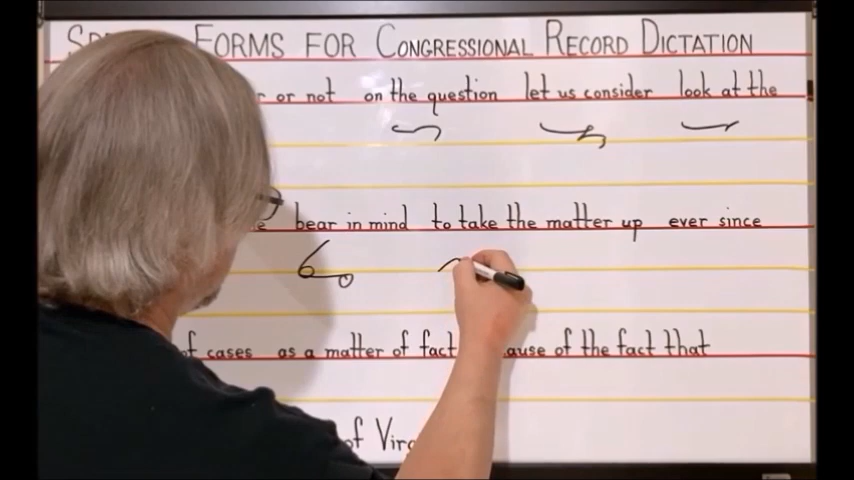 FORMS FOR CONGRESSIONAL RECORD DICTATION
or not on the question let us consider look at the
bear in mind to take the matter up ever since
of cases as a matter of fact of the fact that
of